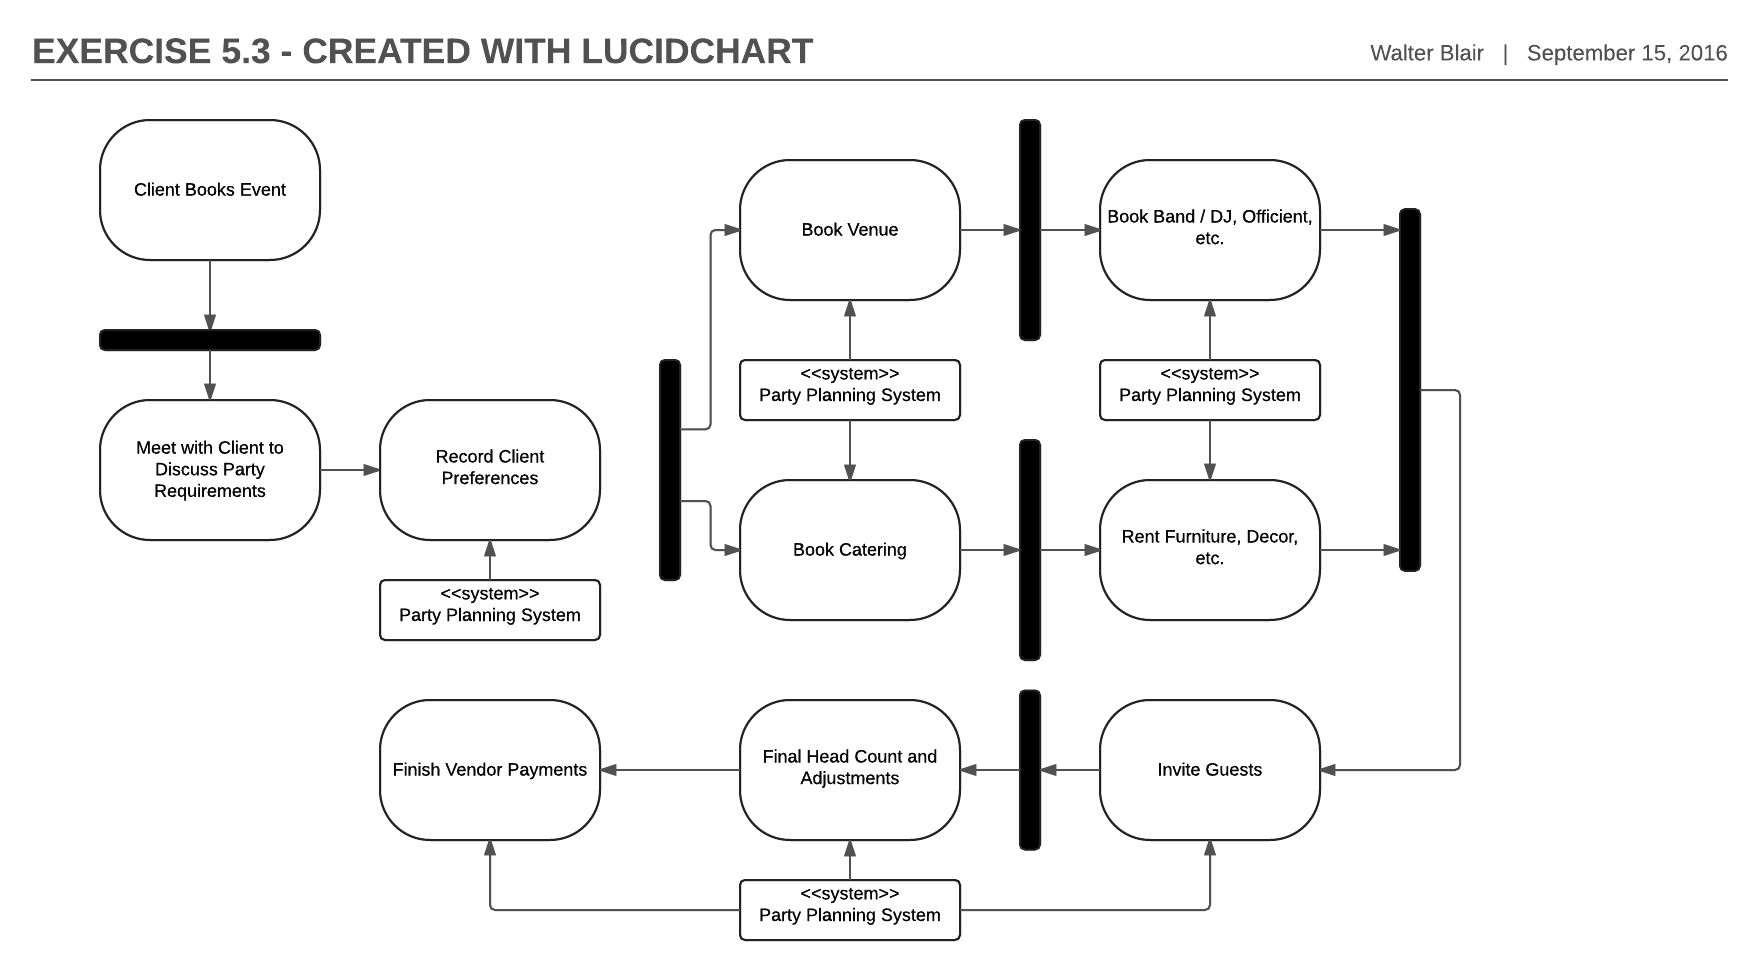 EXERCISE 5.3 - CREATED WITH LUCIDCHART
Walter Blair | September 15, 2016
Client Books Event
Meet with Client to
Discuss Party
Requirements
Record Client
Preferences
<<system>>
Party Planning System
Book Venue
<<system>>
Party Planning System
Book Catering
Book Band / DJ, Officient,
etc.
<<system>>
Party Planning System
Rent Furniture, Decor,
etc.
Invite Guests
Final Head Count and
Adjustments
Finish Vendor Payments
<<system>>
Party Planning System